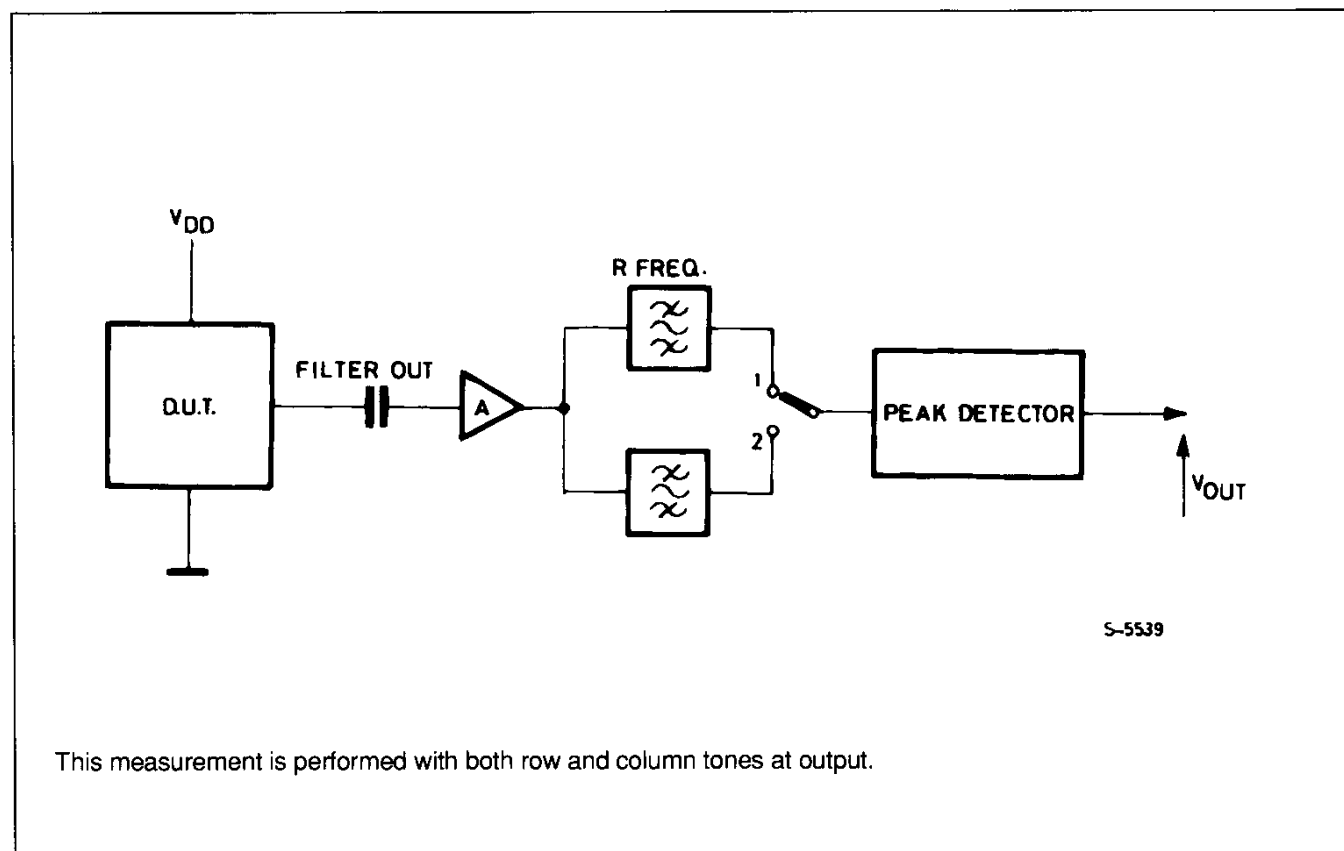 VDD
R FREQ.
FILTER OUT
D.U.T.
A
1
2
PEAK DETECTOR
VOUT
S-5539
This measurement is performed with both row and column tones at output.